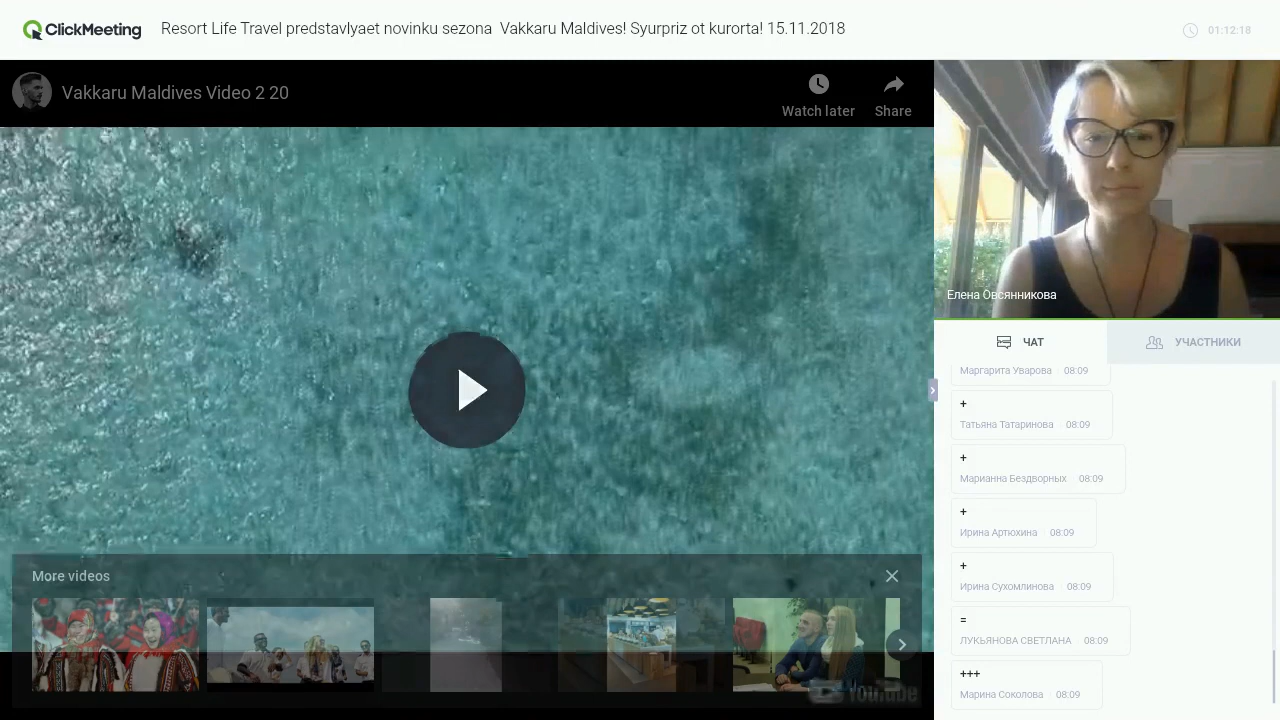 ClickMeeting
Resort Life Travel predstavlyaet novinku sezona Vakkaru Maldives! Syurpriz ot kurorta! 15.11.2018
01:12:18
Vakkaru Maldives Video 2 20
Watch later
Share
Елена Овсянникова
ЧАТ
УЧАСТНИКИ
Маргарита Уварова 08:09
+
Татьяна Татаринова 08:09
+
Марианна Бездворных 08:09
+
Ирина Артюхина 08:09
+
Ирина Сухомлинова 08:09
=
ЛУКЬЯНОВА СВЕТЛАНА 08:09
+++
Марина Соколова 08:09
More videos
YouTube